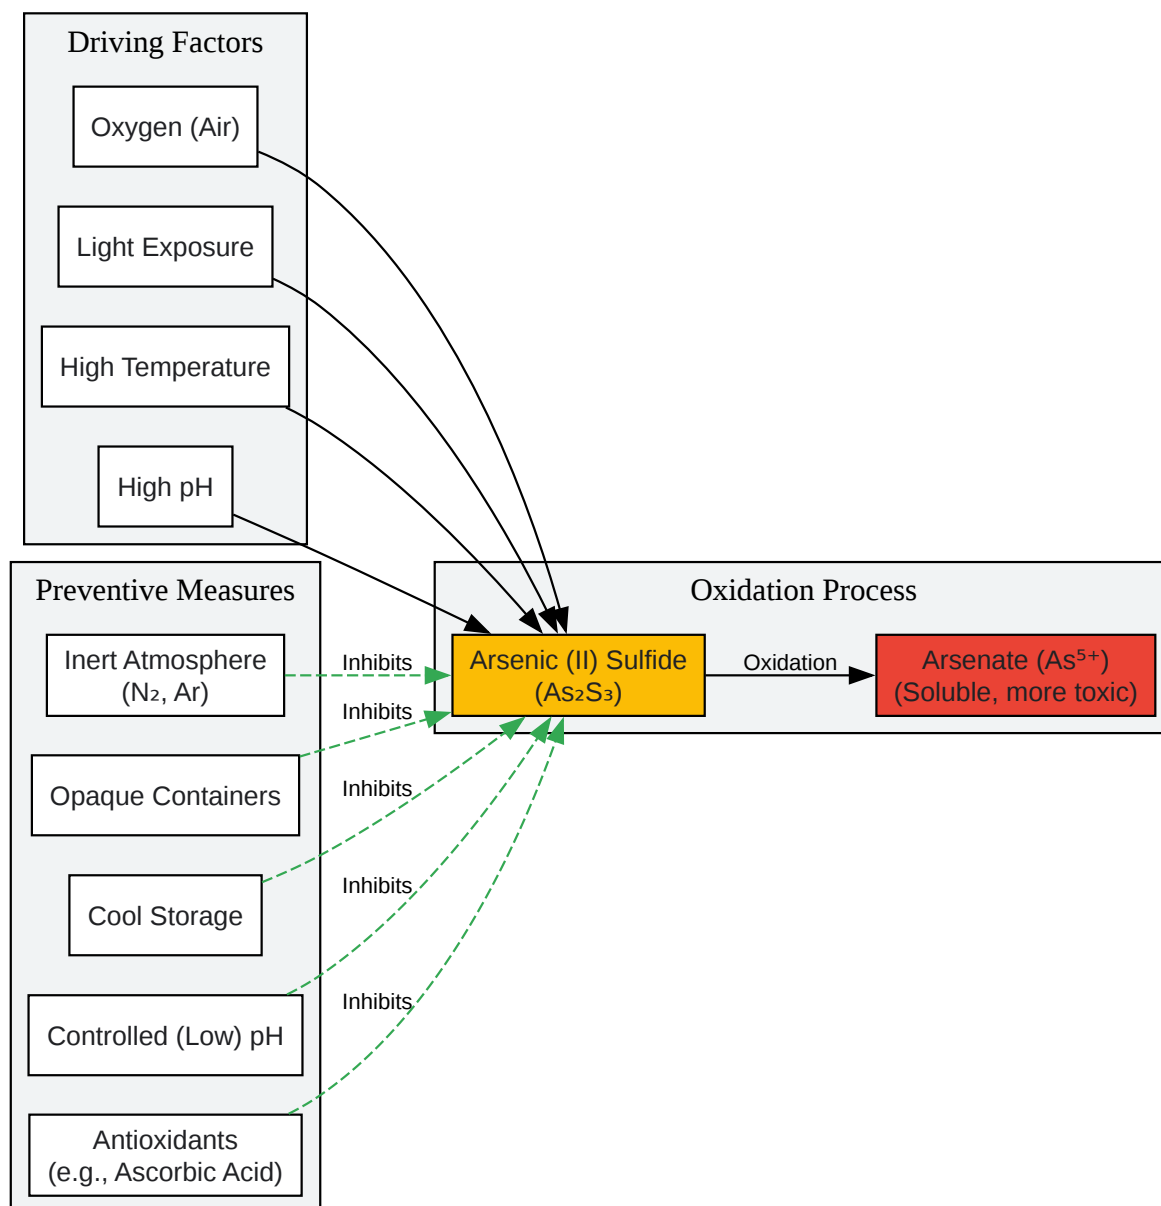 Driving Factors
Oxygen (Air)
Light Exposure
High Temperature
High pH
Preventive Measures
Inert Atmosphere
(N₂, Ar)
Opaque Containers
Cool Storage
Controlled (Low) pH
Antioxidants
(e.g., Ascorbic Acid)
Inhibits
Inhibits
Inhibits
Inhibits
Inhibits
Oxidation Process
Arsenic (II) Sulfide
(As₂S₃)
Oxidation
Arsenate (As⁵⁺)
(Soluble, more toxic)